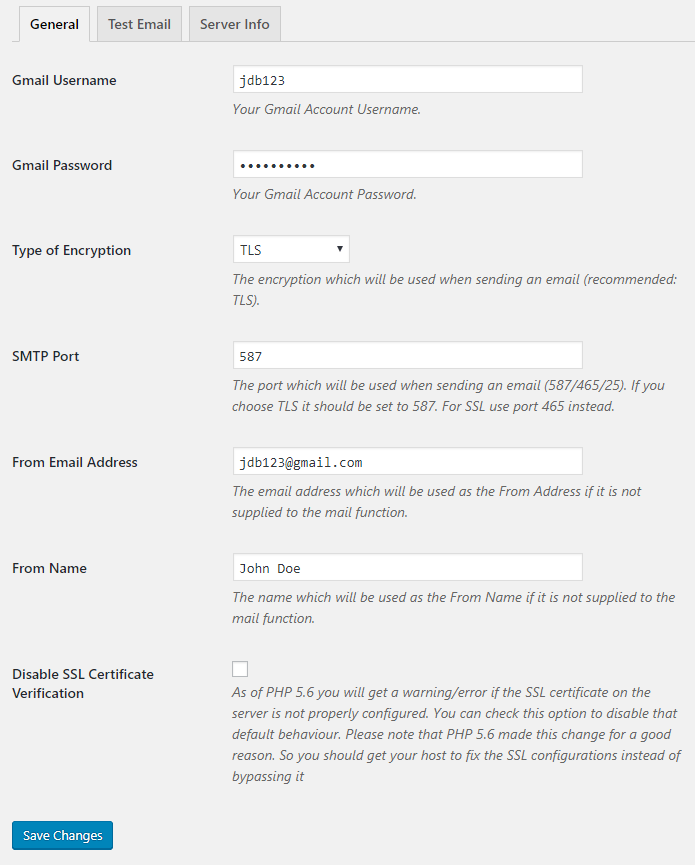 General
Test Email
Server Info
Gmail Username
jdb123
Your Gmail Account Username.
Gmail Password
••••••••••
Your Gmail Account Password.
Type of Encryption
TLS
The encryption which will be used when sending an email (recommended:
TLS).
SMTP Port
587
The port which will be used when sending an email (587/465/25). If you
choose TLS it should be set to 587. For SSL use port 465 instead.
From Email Address
jdb123@gmail.com
The email address which will be used as the From Address if it is not
supplied to the mail function.
From Name
John Doe
The name which will be used as the From Name if it is not supplied to the
mail function.
Disable SSL Certificate
Verification
As of PHP 5.6 you will get a warning/error if the SSL certificate on the
server is not properly configured. You can check this option to disable that
default behaviour. Please note that PHP 5.6 made this change for a good
reason. So you should get your host to fix the SSL configurations instead of
bypassing it
Save Changes